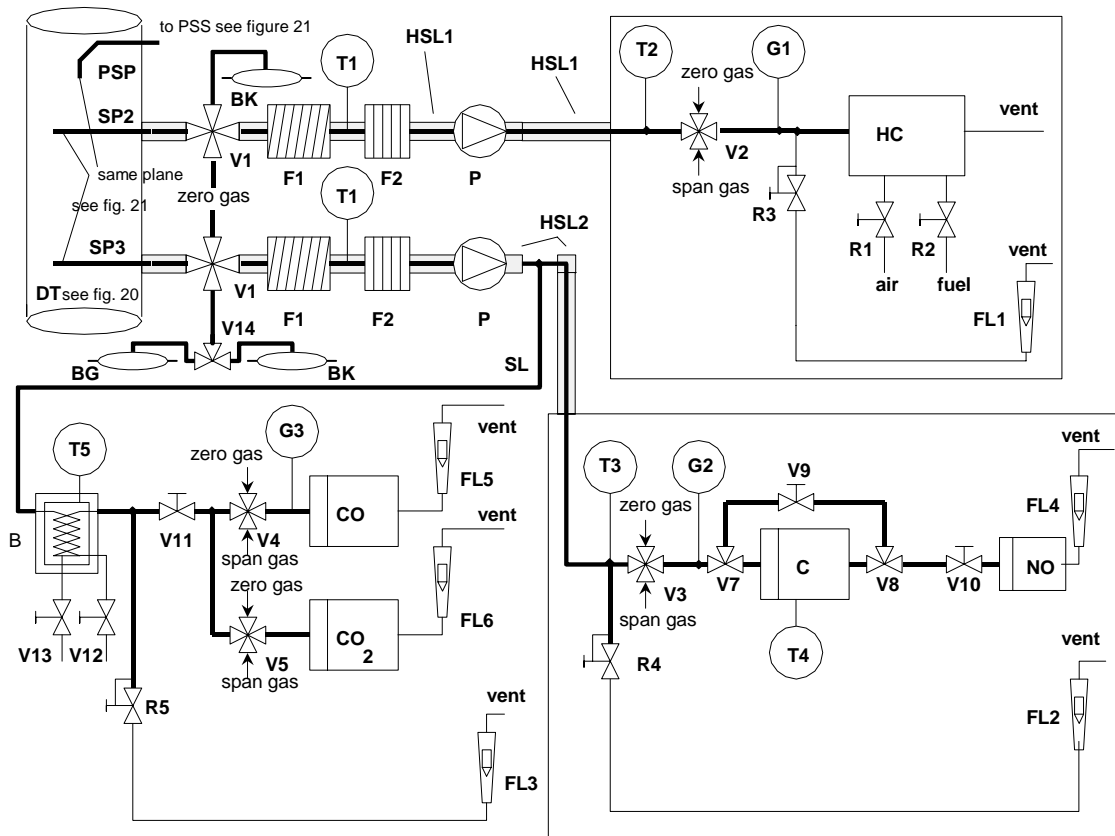 to PSS see figure 21
PSP
HSL1
HSL1
T1
T2
G1
zero gas
BK
SP2
vent
HC
V1
V2
same plane
F1
F2
P
span gas
zero gas
see fig. 21
T1
R3
HSL2
R1
R2
vent
SP3
air
fuel
DT see fig. 20
V1
F1
F2
P
FL1
V14
BG
BK
SL
vent
vent
T5
G3
zero gas
T3
G2
V9
FL5
zero gas
FL4
CO
vent
B
V11
V4
span gas
C
NO
V3
V7
V8
V10
zero gas
span gas
FL6
CO
2
vent
V13
V12
V5
T4
R4
span gas
R5
vent
FL2
FL3